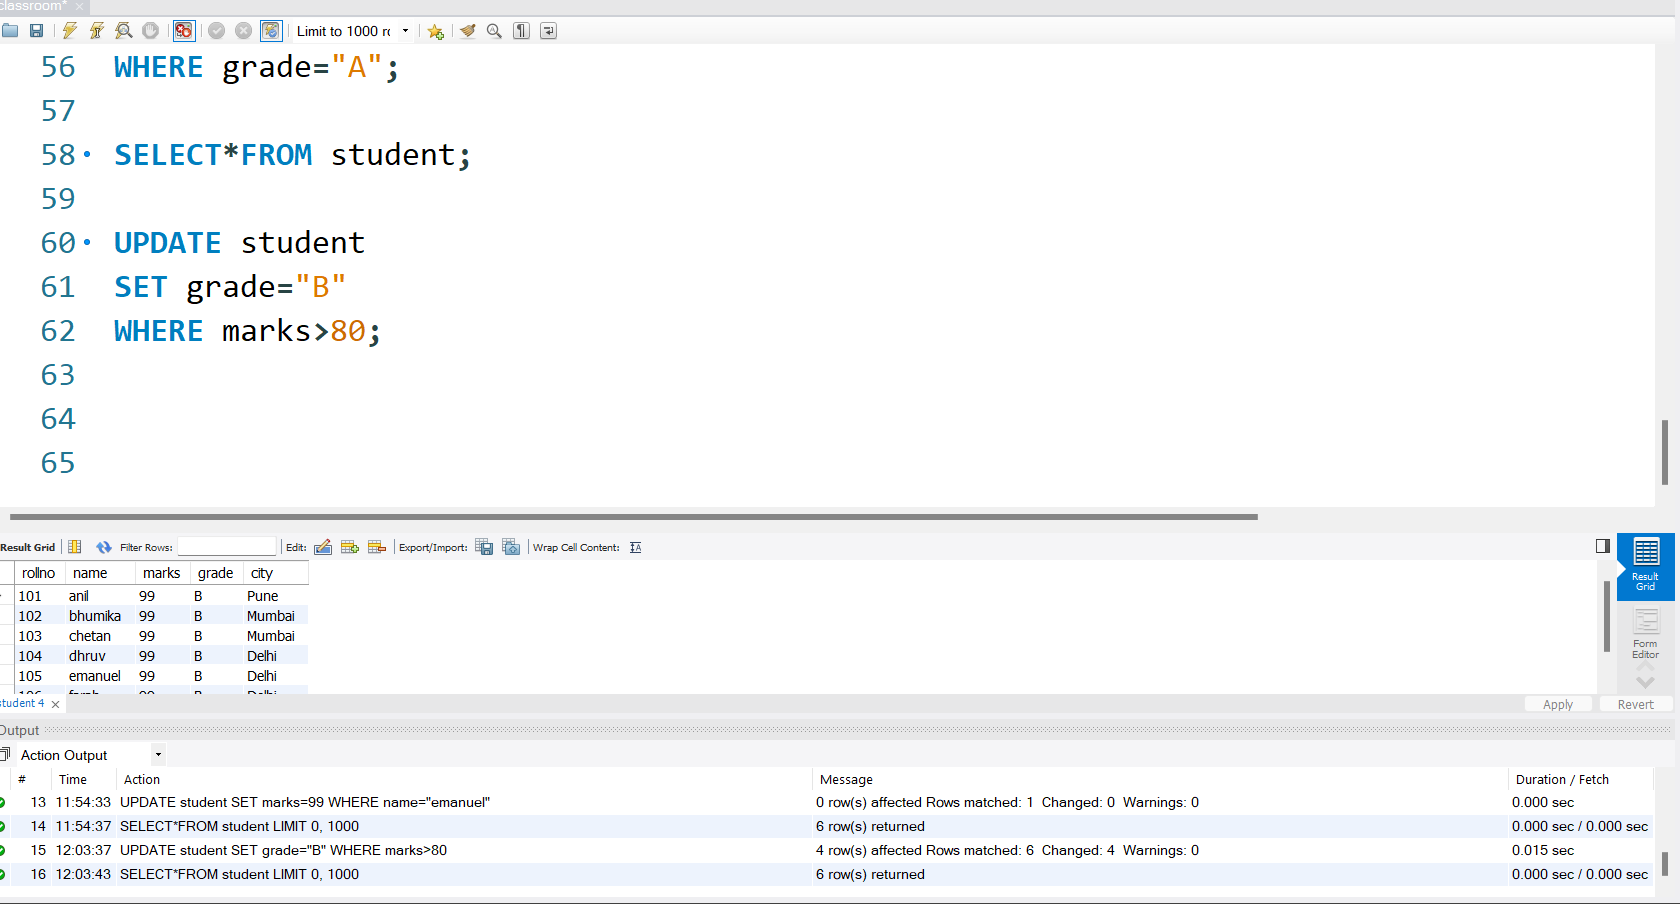 classroom*
Limit to 1000 rc
56 WHERE grade="A";
57
58 SELECT*FROM student;
59
60 UPDATE student
61 SET grade="B"
62 WHERE marks>80;
63
64
65
Result Grid Filter Rows: Edit: Export/Import: Wrap Cell Content:
rollno name marks grade city
101 anil 99 B Pune
102 bhumika 99 B Mumbai
103 chetan 99 B Mumbai
104 dhruv 99 B Delhi
105 emanuel 99 B Delhi
Result
Grid
Form
Editor
student 4
Apply Revert
Output
Action Output
# Time Action Message Duration / Fetch
13 11:54:33 UPDATE student SET marks=99 WHERE name="emanuel" 0 row(s) affected Rows matched: 1 Changed: 0 Warnings: 0 0.000 sec
14 11:54:37 SELECT*FROM student LIMIT 0, 1000 6 row(s) returned 0.000 sec / 0.000 sec
15 12:03:37 UPDATE student SET grade="B" WHERE marks>80 4 row(s) affected Rows matched: 6 Changed: 4 Warnings: 0 0.015 sec
16 12:03:43 SELECT*FROM student LIMIT 0, 1000 6 row(s) returned 0.000 sec / 0.000 sec